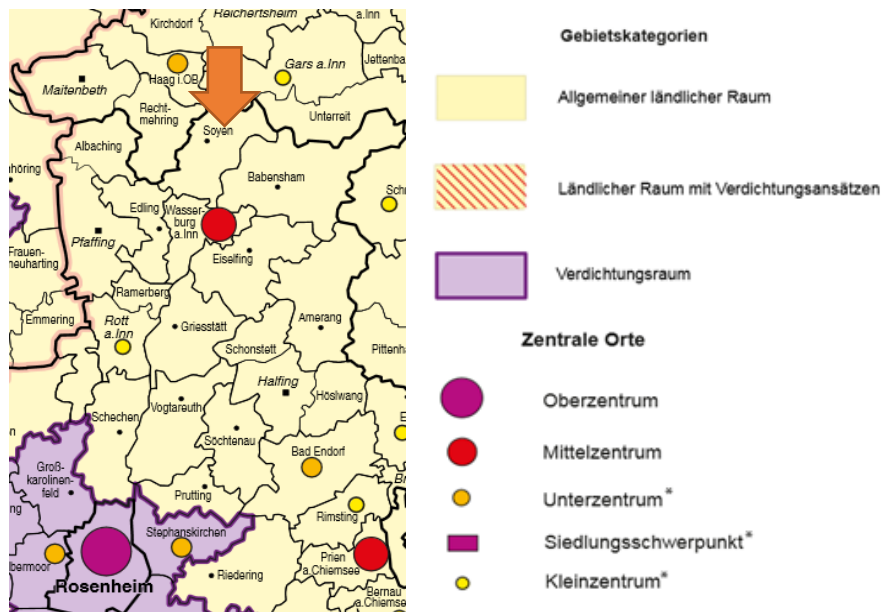 Reichertsheim
Kirchdorf
Gars a.Inn
Jettenba
Haag i.OB
Maitenbeth
Recht-
mehring
Unterreit
Soyen
Albaching
Babensham
Edling
Wasser-
burg
a.Inn
Pfaffing
Eiselfing
Frauen-
neuharting
Ramerberg
Emmering
Rott
a.Inn
Griesstätt
Amerang
Schonstett
Pittenha
Halfing
Höslwang
Vogtareuth
Schechen
Söchtenau
Bad Endorf
Groß-
karolinen-
feld
Prutting
Rimsting
Stephanskirchen
Rosenheim
Riedering
Prien
a.Chiemsee
Bernau
a.Chiemse
Gebietskategorien
Allgemeiner ländlicher Raum
Ländlicher Raum mit Verdichtungsansätzen
Verdichtungsraum
Zentrale Orte
Oberzentrum
Mittelzentrum
Unterzentrum*
Siedlungsschwerpunkt*
Kleinzentrum*